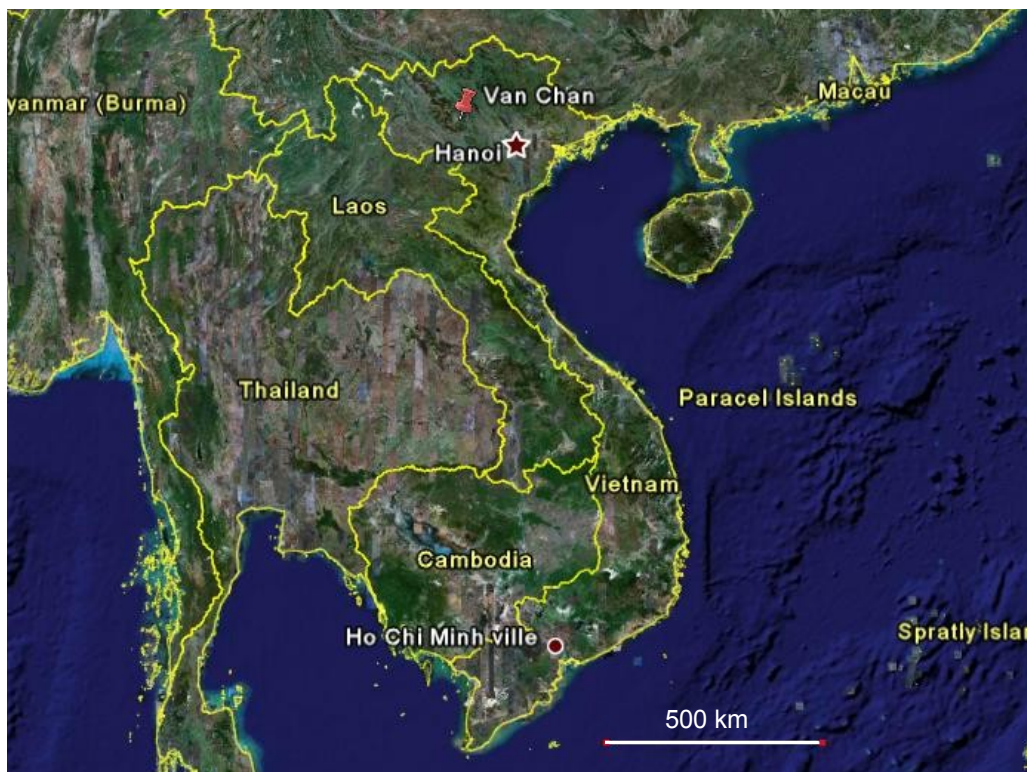 Van Chan
Macau
yanmar (Burma)
Hanoi
Laos
Thailand
Paracel Islands
Vietnam
Cambodia
Spratly Islan
Ho Chi Minh ville
500 km